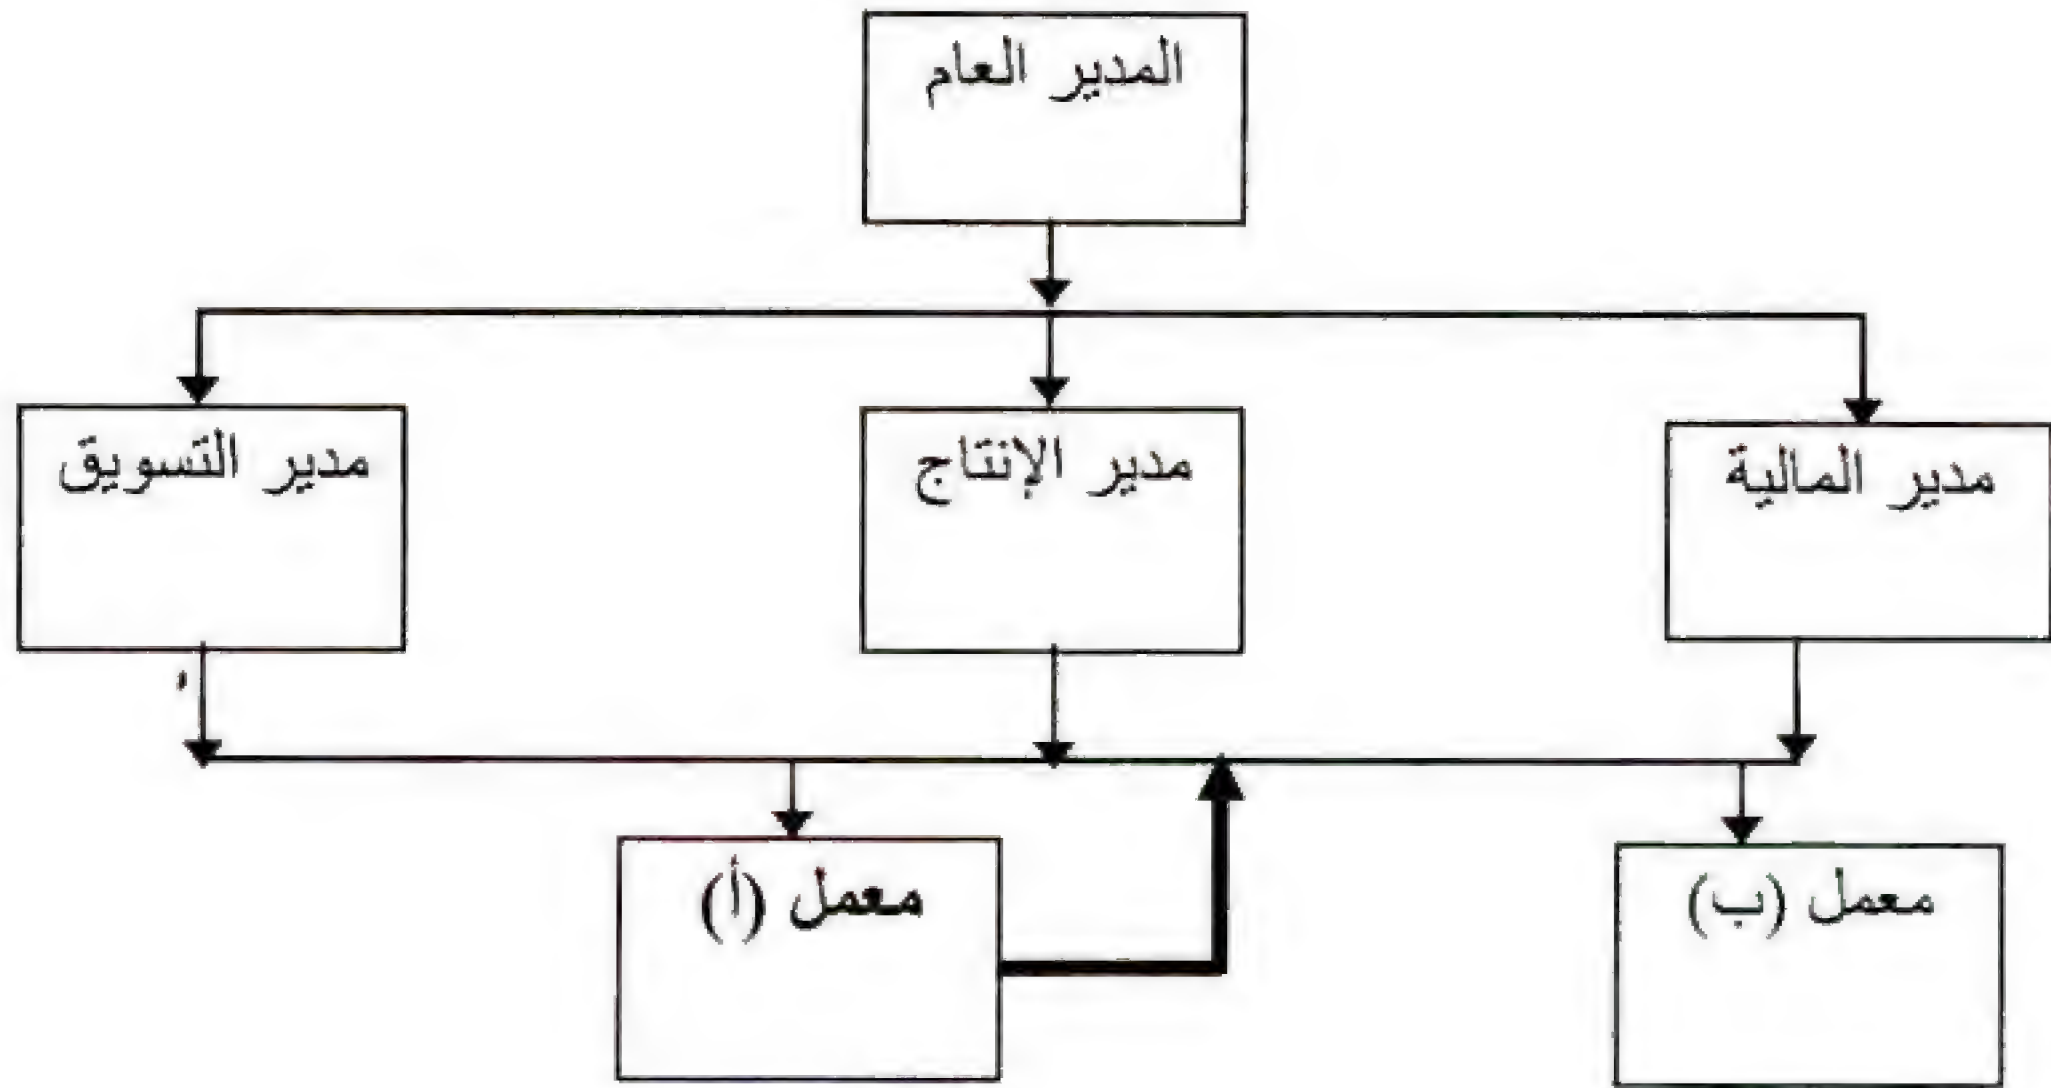 المدير العام
مدير المالية
مدير الإنتاج
مدير التسويق
معمل (ب)
معمل (أ)